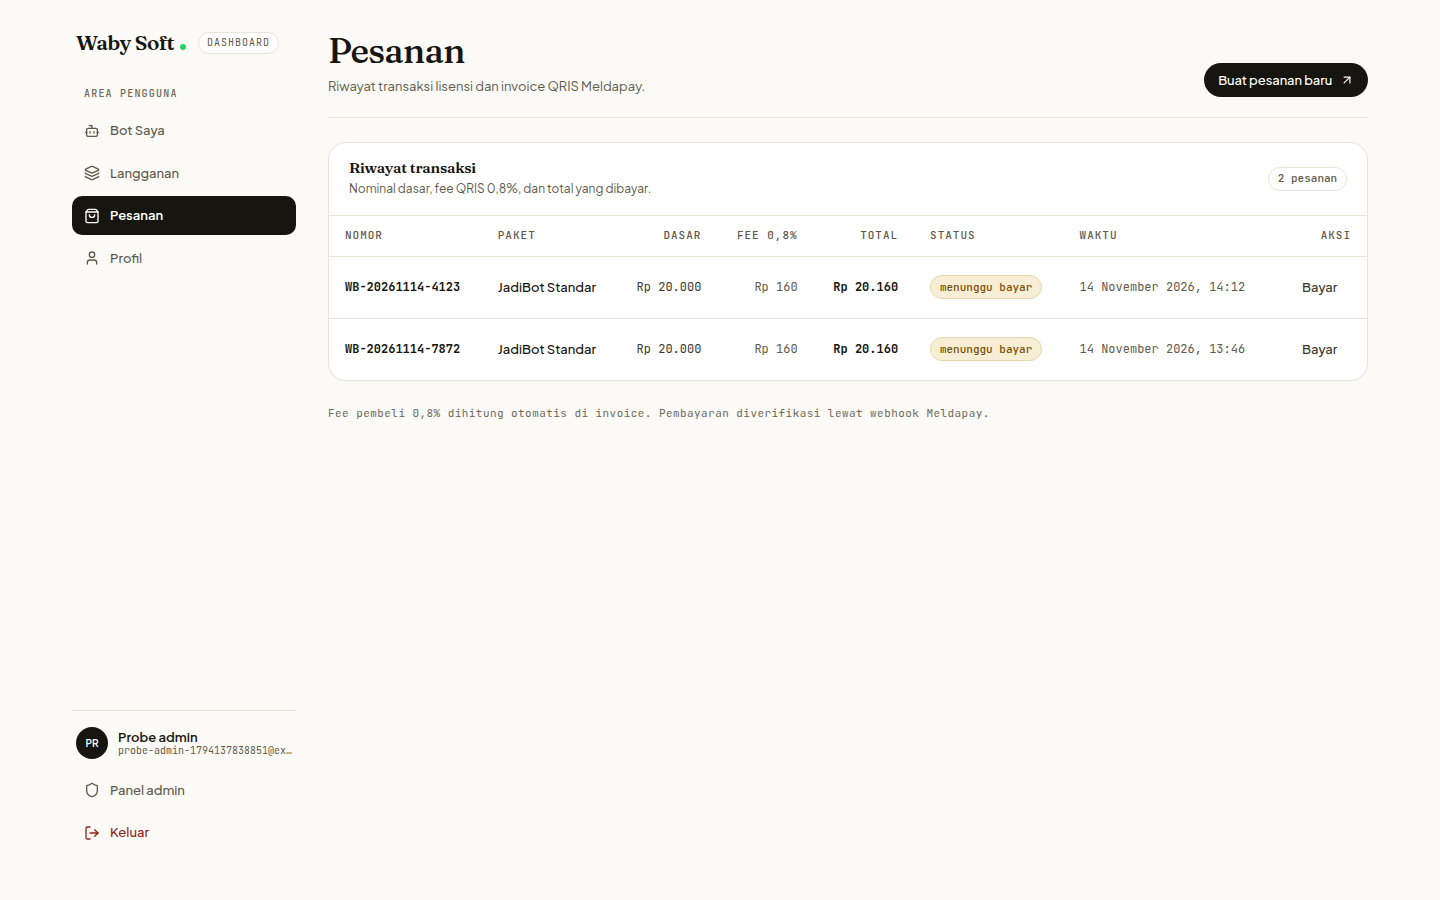 Waby Soft
DASHBOARD
AREA PENGGUNA
Bot Saya
Langganan
Pesanan
Profil
Probe admin
PR
probe-admin-1794137838851@ex…
Panel admin
Keluar
Pesanan
Riwayat transaksi lisensi dan invoice QRIS Meldapay.
Buat pesanan baru
Riwayat transaksi
Nominal dasar, fee QRIS 0,8%, dan total yang dibayar.
2 pesanan
NOMOR PAKET DASAR FEE 0,8% TOTAL STATUS WAKTU AKSI
WB-20261114-4123 JadiBot Standar Rp 20.000 Rp 160 Rp 20.160 menunggu bayar 14 November 2026, 14:12 Bayar
WB-20261114-7872 JadiBot Standar Rp 20.000 Rp 160 Rp 20.160 menunggu bayar 14 November 2026, 13:46 Bayar
Fee pembeli 0,8% dihitung otomatis di invoice. Pembayaran diverifikasi lewat webhook Meldapay.